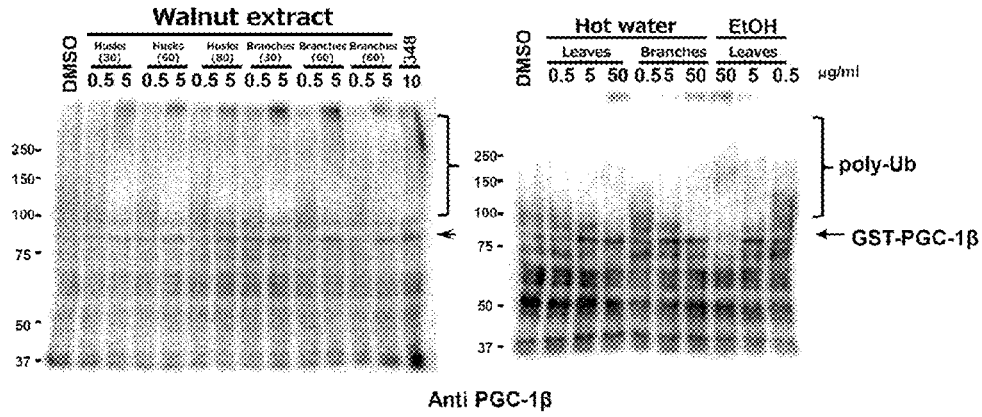 Walnut extract
Husks Husks Husks Branches Branches Branches
(30) (60) (80) (30) (60) (60)
DMSO 0.5 5 0.5 5 0.5 5 0.5 5 0.5 5 0.5 5 10
250-
150-
100-
75-
50-
37-
Hot water EtOH
Leaves Branches Leaves
DMSO 0.5 5 50 0.5 5 50 50 5 0.5 μg/ml
250-
150-
100-
75-
50-
37-
poly-Ub
GST-PGC-1β
Anti PGC-1β